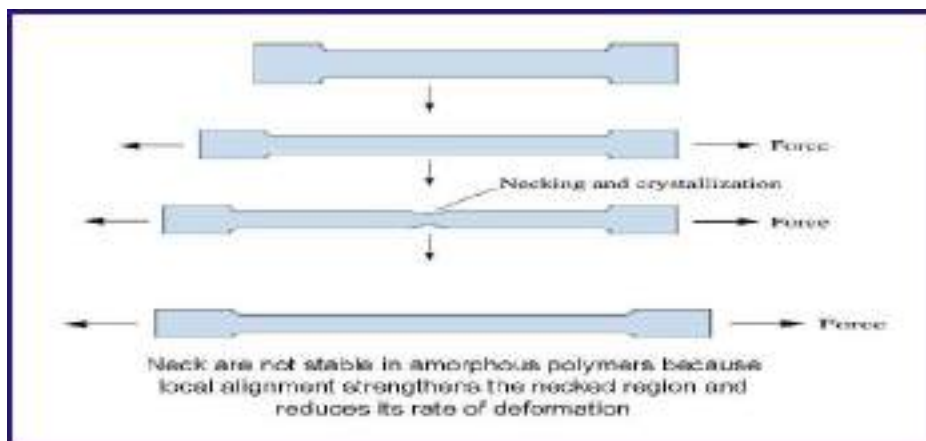 Force
Necking and crystallization
Force
Force
Neck are not stable in amorphous polymers because
local alignment strengthens the necked region and
reduces its rate of deformation